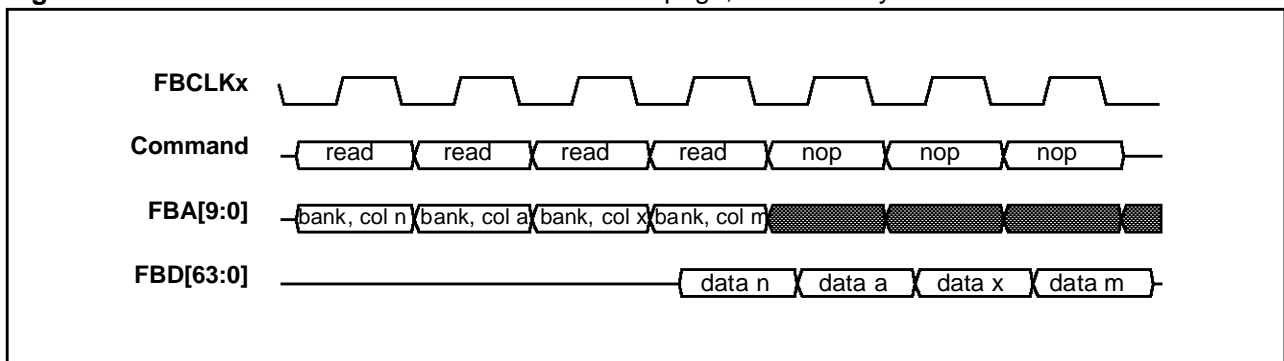 FBCLKx
Command read read read read nop nop nop
FBA[9:0] bank, col n bank, col a bank, col x bank, col m
FBD[63:0] data n data a data x data m